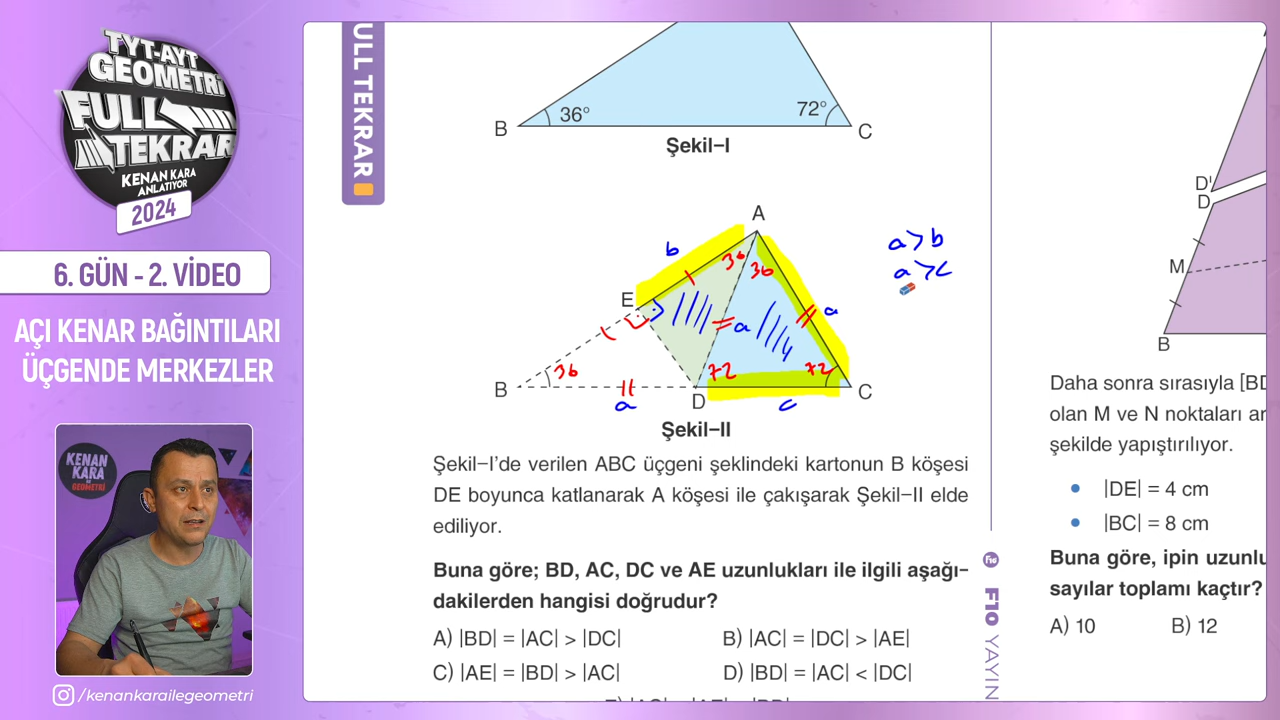 TYT-AYT
GEOMETRİ
FULL
TEKRAR
KENAN KARA
ANLATIYOR
2024
6. GÜN - 2. VİDEO
AÇI KENAR BAĞINTILARI
ÜÇGENDE MERKEZLER
KENAN
KARA
GEOMETRİ
/kenankarailegeometri
ULL TEKRAR
B
36°
72°
C
Şekil–I
A
b
36
36
a>b
a>c
E
a
a
B
36
72
72
D
C
a
c
Şekil–II
Şekil–I'de verilen ABC üçgeni şeklindeki kartonun B köşesi
DE boyunca katlanarak A köşesi ile çakışarak Şekil–II elde
ediliyor.
Buna göre; BD, AC, DC ve AE uzunlukları ile ilgili aşağı–
dakilerden hangisi doğrudur?
A) |BD| = |AC| > |DC|
B) |AC| = |DC| > |AE|
C) |AE| = |BD| > |AC|
D) |BD| = |AC| < |DC|
F10 YAYIN
D'
D
M
B
Daha sonra sırasıyla [BD
olan M ve N noktaları ar
şekilde yapıştırılıyor.
• |DE| = 4 cm
• |BC| = 8 cm
Buna göre, ipin uzunlu
sayılar toplamı kaçtır?
A) 10
B) 12